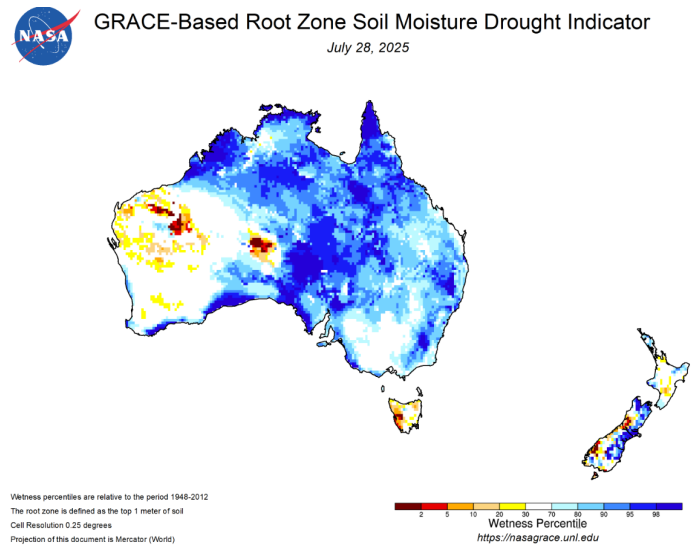 NASA
GRACE-Based Root Zone Soil Moisture Drought Indicator
July 28, 2025
Wetness percentiles are relative to the period 1948-2012
The root zone is defined as the top 1 meter of soil
Cell Resolution 0.25 degrees
Projection of this document is Mercator (World)
2 5 10 20 30 70 80 90 95 98
Wetness Percentile
https://nasagrace.unl.edu